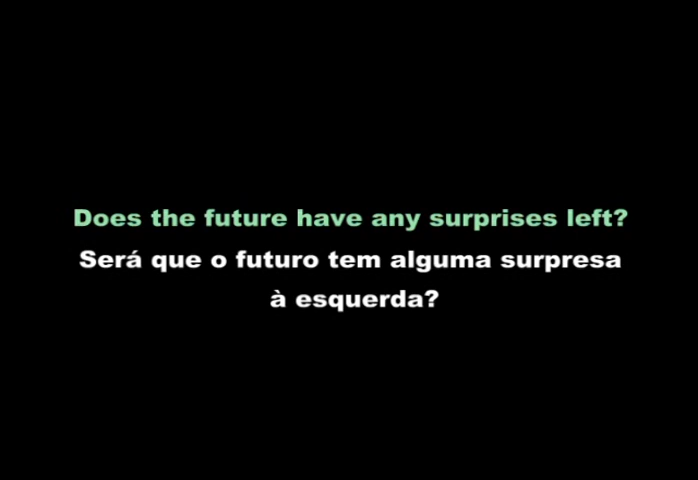 Does the future have any surprises left?
Será que o futuro tem alguma surpresa
à esquerda?